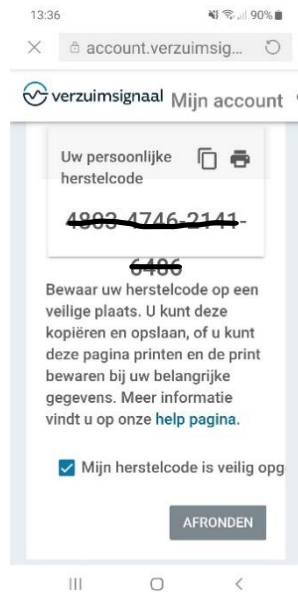 13:36
90%
account.verzuimsig...
verzuimsignaal Mijn account
Uw persoonlijke
herstelcode
Bewaar uw herstelcode op een
veilige plaats. U kunt deze
kopiëren en opslaan, of u kunt
deze pagina printen en de print
bewaren bij uw belangrijke
gegevens. Meer informatie
vindt u op onze help pagina.
Mijn herstelcode is veilig opg
AFRONDEN